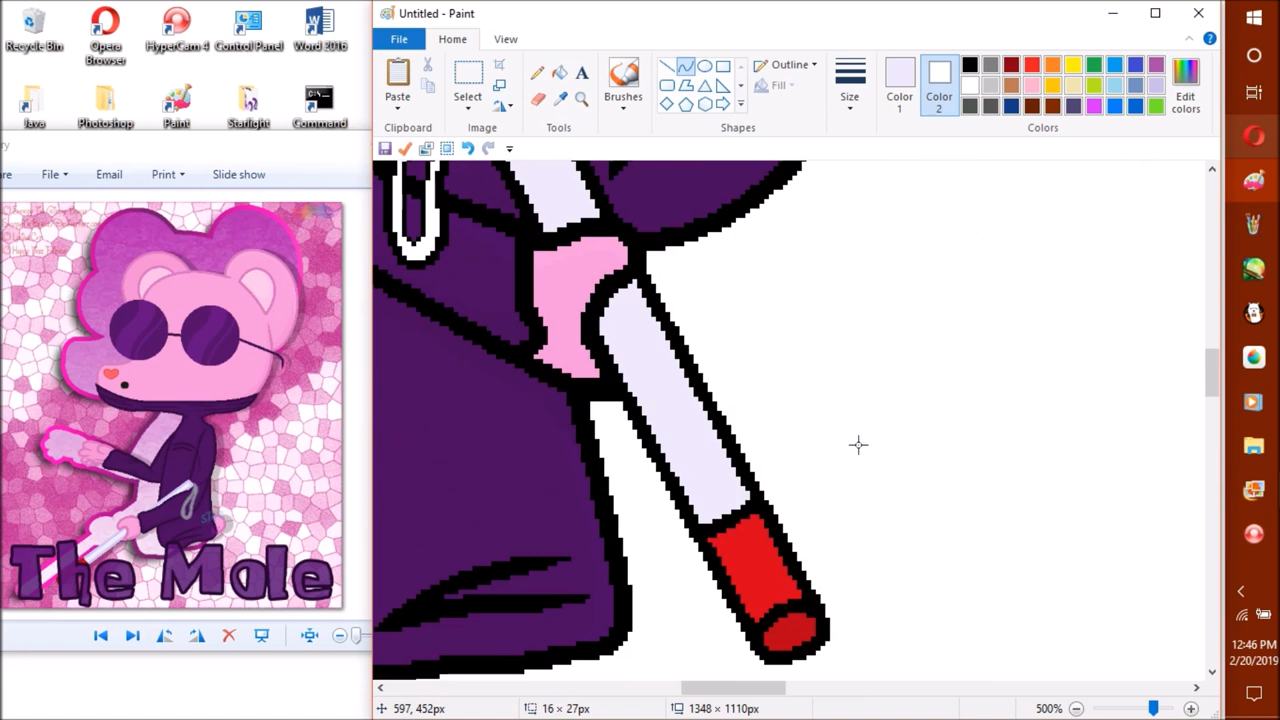 Recycle Bin
Opera Browser
HyperCam 4
Control Panel
Word 2016
Java
Photoshop
Paint
Starlight
Command
ry
re File Email Print Slide show
The Mole
Untitled - Paint
File Home View
Paste
Select
Brushes
Outline
Fill
Size
Color 1
Color 2
Edit colors
Clipboard Image Tools Shapes Colors
597, 452px 16 × 27px 1348 × 1110px 500%
12:46 PM
2/20/2019